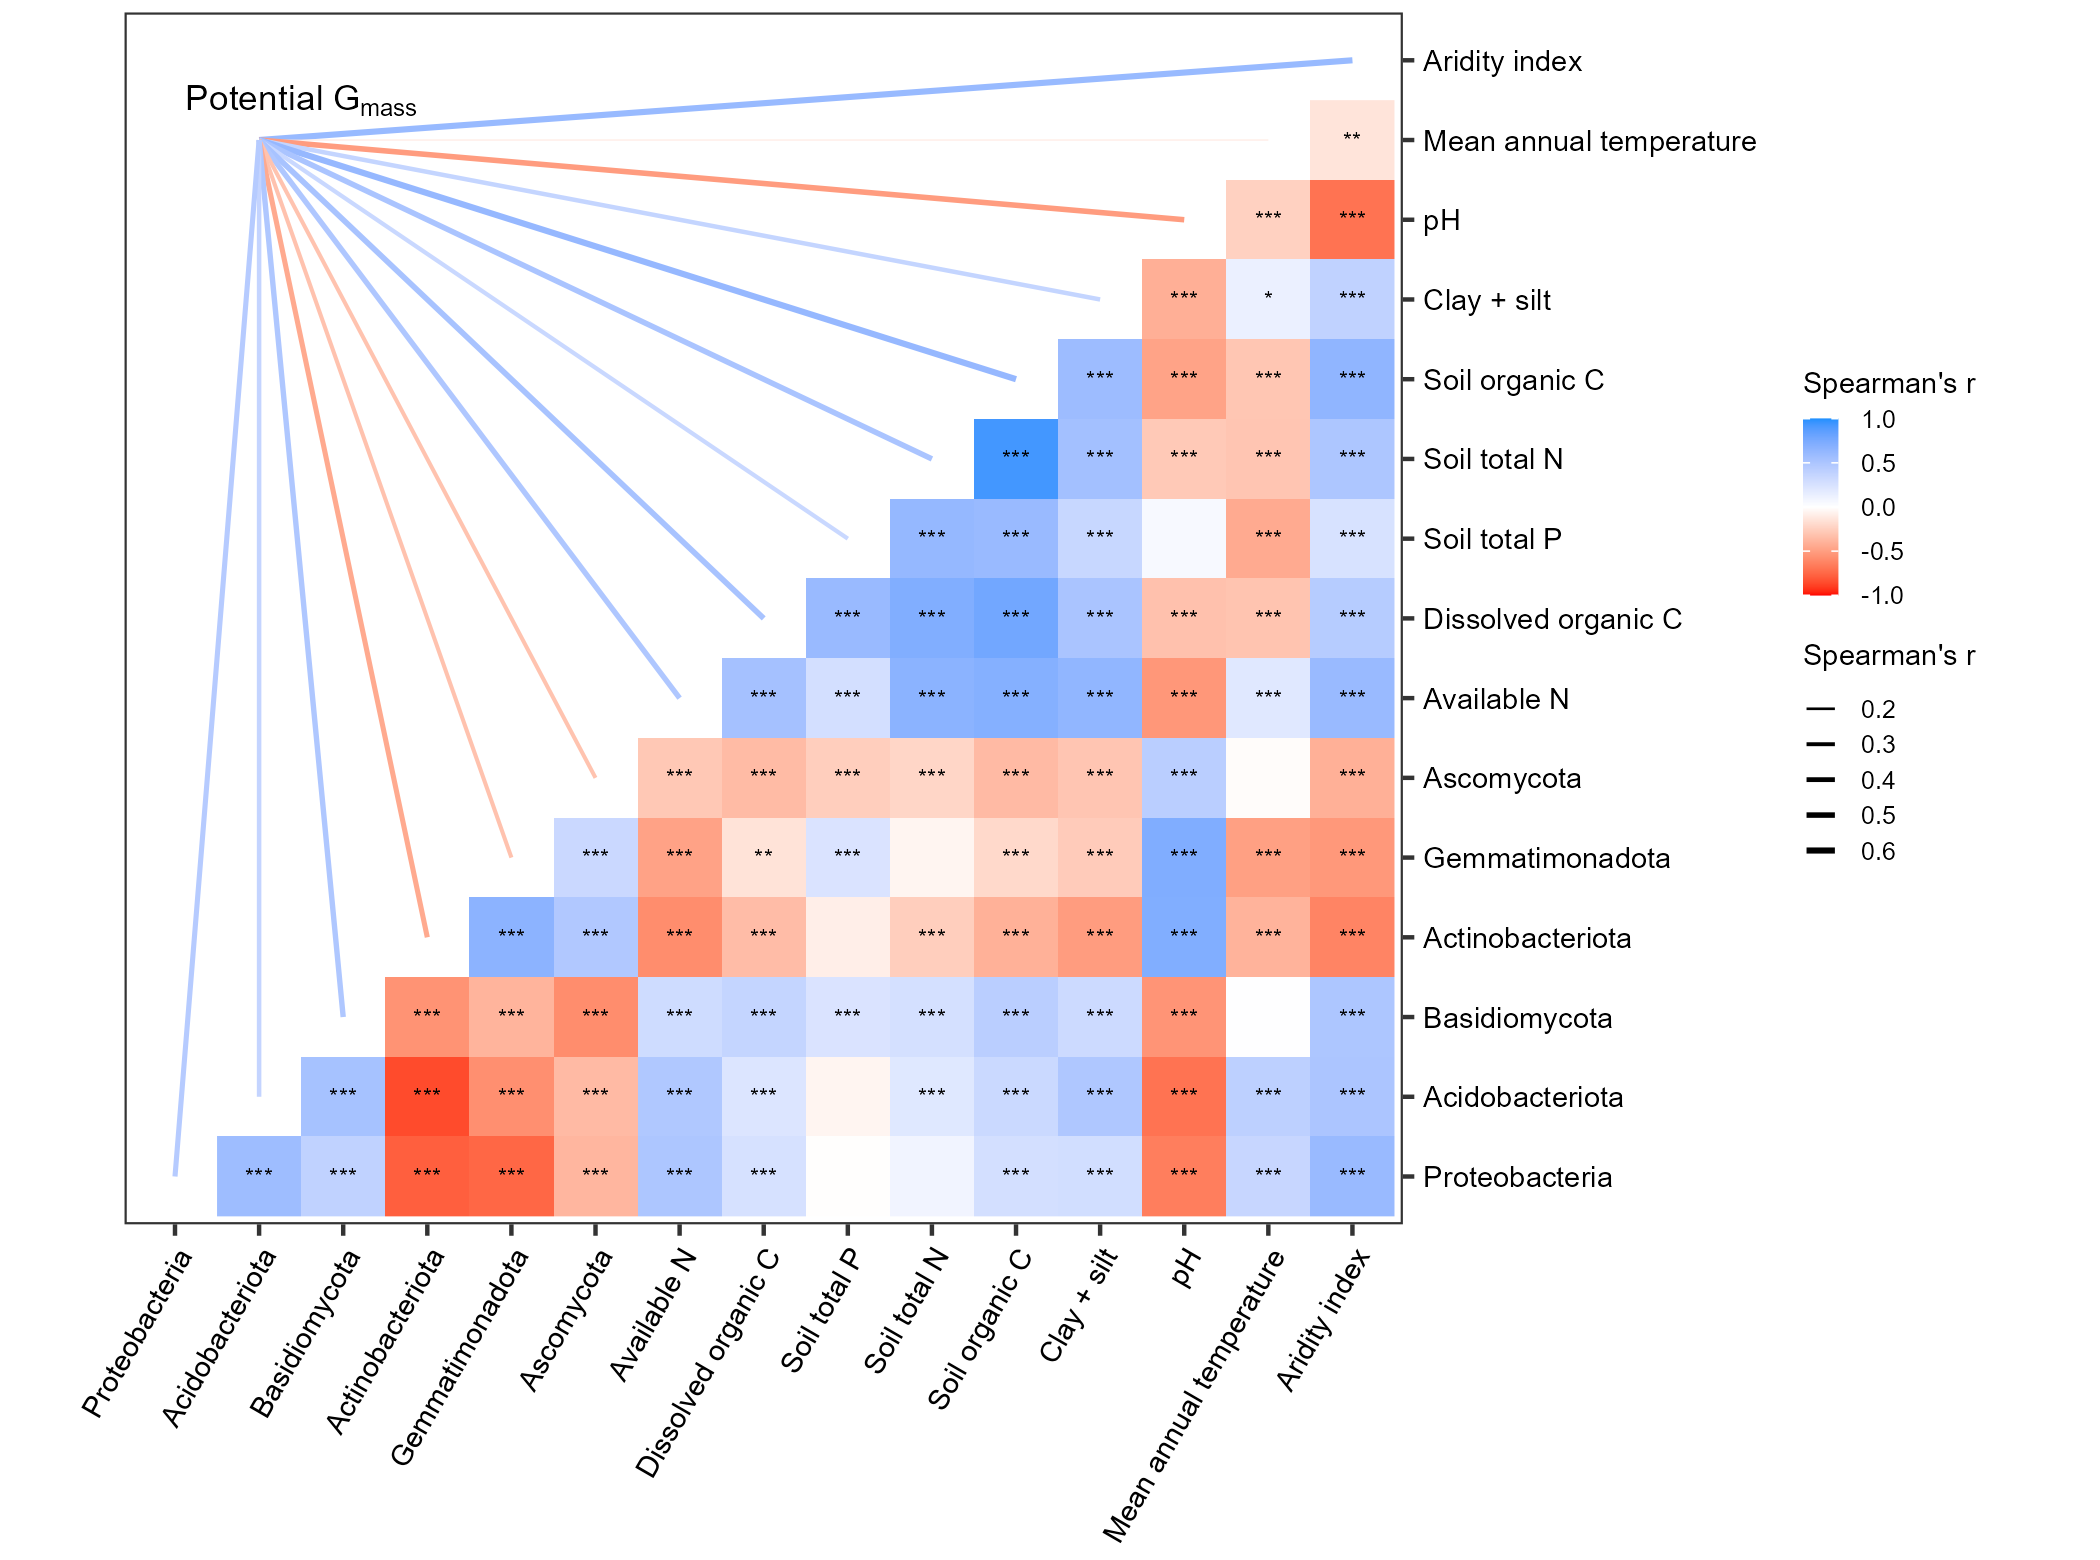 Potential Gmass
Aridity index
** Mean annual temperature
*** *** pH
*** * *** Clay + silt
*** *** *** *** Soil organic C
*** *** *** *** *** Soil total N
*** *** *** *** *** Soil total P
*** *** *** *** *** *** *** Dissolved organic C
*** *** *** *** *** *** *** *** Available N
*** *** *** *** *** *** *** *** Ascomycota
*** *** ** *** *** *** *** *** *** Gemmatimonadota
*** *** *** *** *** *** *** *** *** *** Actinobacteriota
*** *** *** *** *** *** *** *** *** *** *** Basidiomycota
*** *** *** *** *** *** *** *** *** *** *** *** Acidobacteriota
*** *** *** *** *** *** *** *** *** *** *** *** Proteobacteria
Proteobacteria
Acidobacteriota
Basidiomycota
Actinobacteriota
Gemmatimonadota
Ascomycota
Available N
Dissolved organic C
Soil total P
Soil total N
Soil organic C
Clay + silt
pH
Mean annual temperature
Aridity index
Spearman's r
1.0
0.5
0.0
-0.5
-1.0
Spearman's r
0.2
0.3
0.4
0.5
0.6